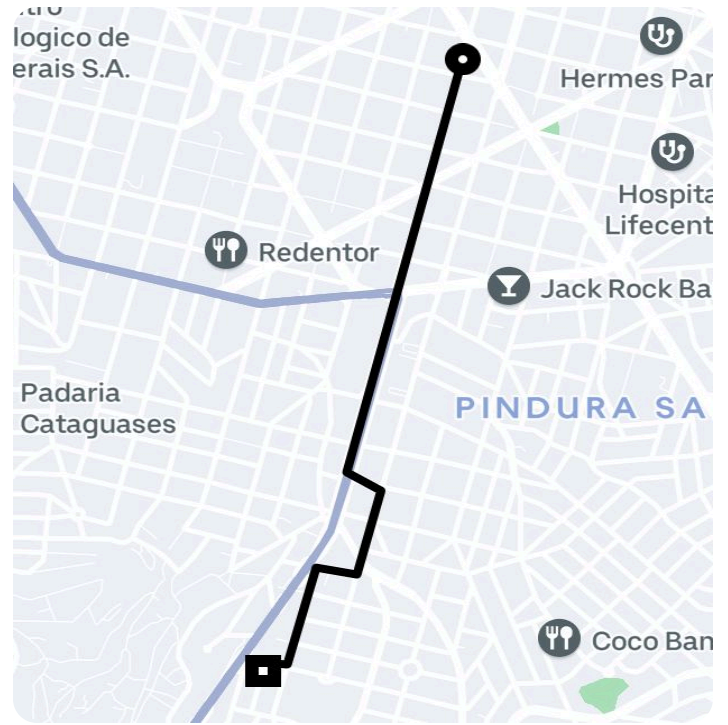 logico de
erais S.A.
Hermes Par
Hospita
Lifecent
Redentor
Jack Rock Ba
Padaria
Cataguases
PINDURA SA
Coco Ban